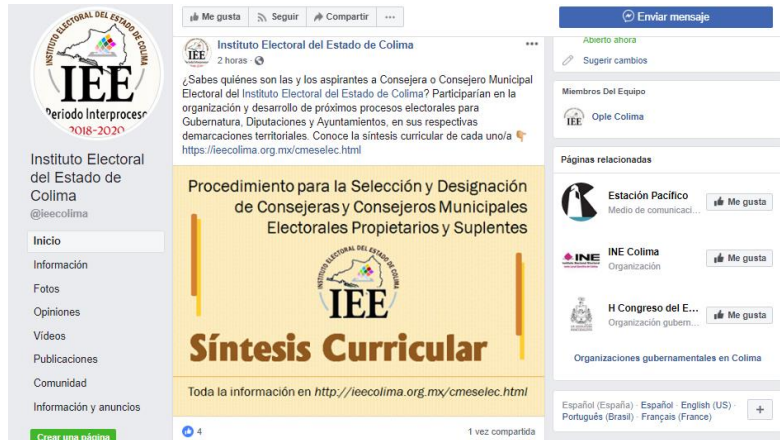 INSTITUTO ELECTORAL DEL ESTADO DE COLIMA
IEE
Periodo Interproceso
2018-2020
Instituto Electoral
del Estado de
Colima
@ieecolima
Inicio
Información
Fotos
Opiniones
Vídeos
Publicaciones
Comunidad
Información y anuncios
Crear una página
Me gusta
Seguir
Compartir
Instituto Electoral del Estado de Colima
2 horas ·
¿Sabes quiénes son las y los aspirantes a Consejera o Consejero Municipal
Electoral del Instituto Electoral del Estado de Colima? Participarían en la
organización y desarrollo de próximos procesos electorales para
Gubernatura, Diputaciones y Ayuntamientos, en sus respectivas
demarcaciones territoriales. Conoce la síntesis curricular de cada uno/a 👇
https://ieecolima.org.mx/cmeselec.html
Procedimiento para la Selección y Designación
de Consejeras y Consejeros Municipales
Electorales Propietarios y Suplentes
INSTITUTO ELECTORAL DEL ESTADO DE COLIMA
IEE
Síntesis Curricular
Toda la información en http://ieecolima.org.mx/cmeselec.html
4
1 vez compartida
Enviar mensaje
Abierto ahora
Sugerir cambios
Miembros Del Equipo
IEE
Ople Colima
Páginas relacionadas
Estación Pacífico
Medio de comunicaci...
Me gusta
INE
INE Colima
Organización
Me gusta
H Congreso del E...
Organización gubern...
Me gusta
Organizaciones gubernamentales en Colima
Español (España) · Español · English (US) ·
Português (Brasil) · Français (France)
+